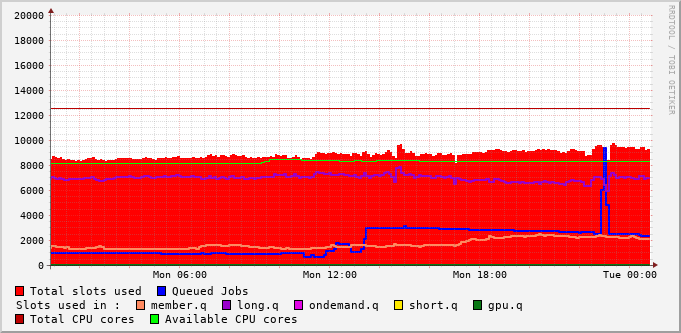 RRDTOOL / TOBI OETIKER
20000
18000
16000
14000
12000
10000
8000
6000
4000
2000
0
Mon 06:00 Mon 12:00 Mon 18:00 Tue 00:00
Total slots used Queued Jobs
Slots used in : member.q long.q ondemand.q short.q gpu.q
Total CPU cores Available CPU cores